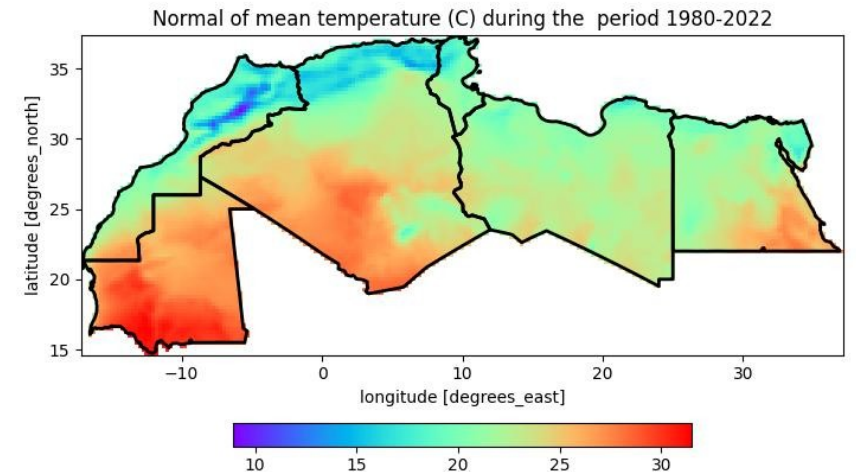 Normal of mean temperature (C) during the  period 1980-2022
latitude [degrees_north]
35
30
25
20
15
−10 0 10 20 30
longitude [degrees_east]
10 15 20 25 30